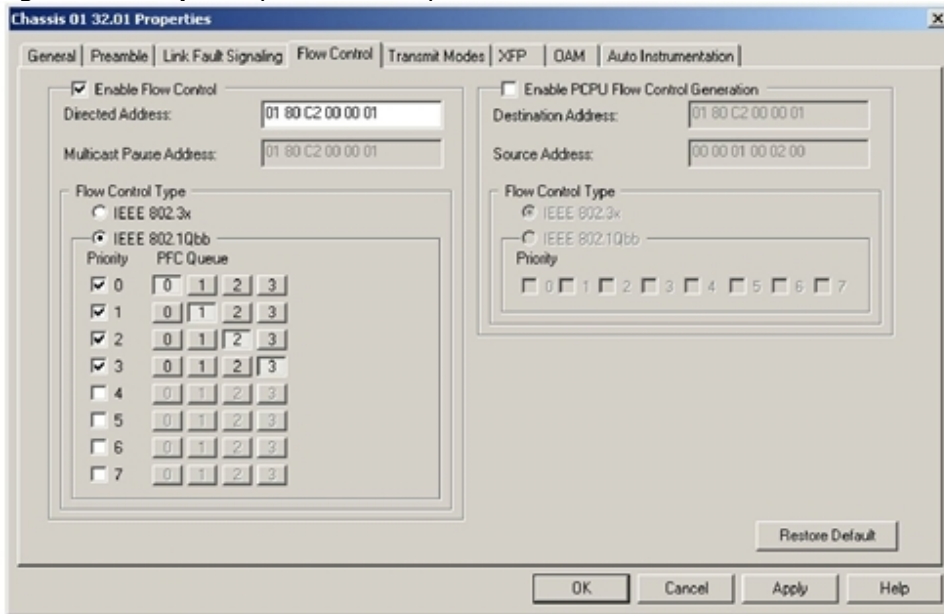 Chassis 01 32.01 Properties
General Preamble Link Fault Signaling Flow Control Transmit Modes XFP OAM Auto Instrumentation
Enable Flow Control
Directed Address: 01 80 C2 00 00 01
Multicast Pause Address: 01 80 C2 00 00 01
Flow Control Type
IEEE 802.3x
IEEE 802.1Qbb
Priority PFC Queue
0 0 1 2 3
1 0 1 2 3
2 0 1 2 3
3 0 1 2 3
4 0 1 2 3
5 0 1 2 3
6 0 1 2 3
7 0 1 2 3
Enable PCPU Flow Control Generation
Destination Address: 01 80 C2 00 00 01
Source Address: 00 00 01 00 02 00
Flow Control Type
IEEE 802.3x
IEEE 802.1Qbb
Priority
0 1 2 3 4 5 6 7
Restore Default
OK Cancel Apply Help